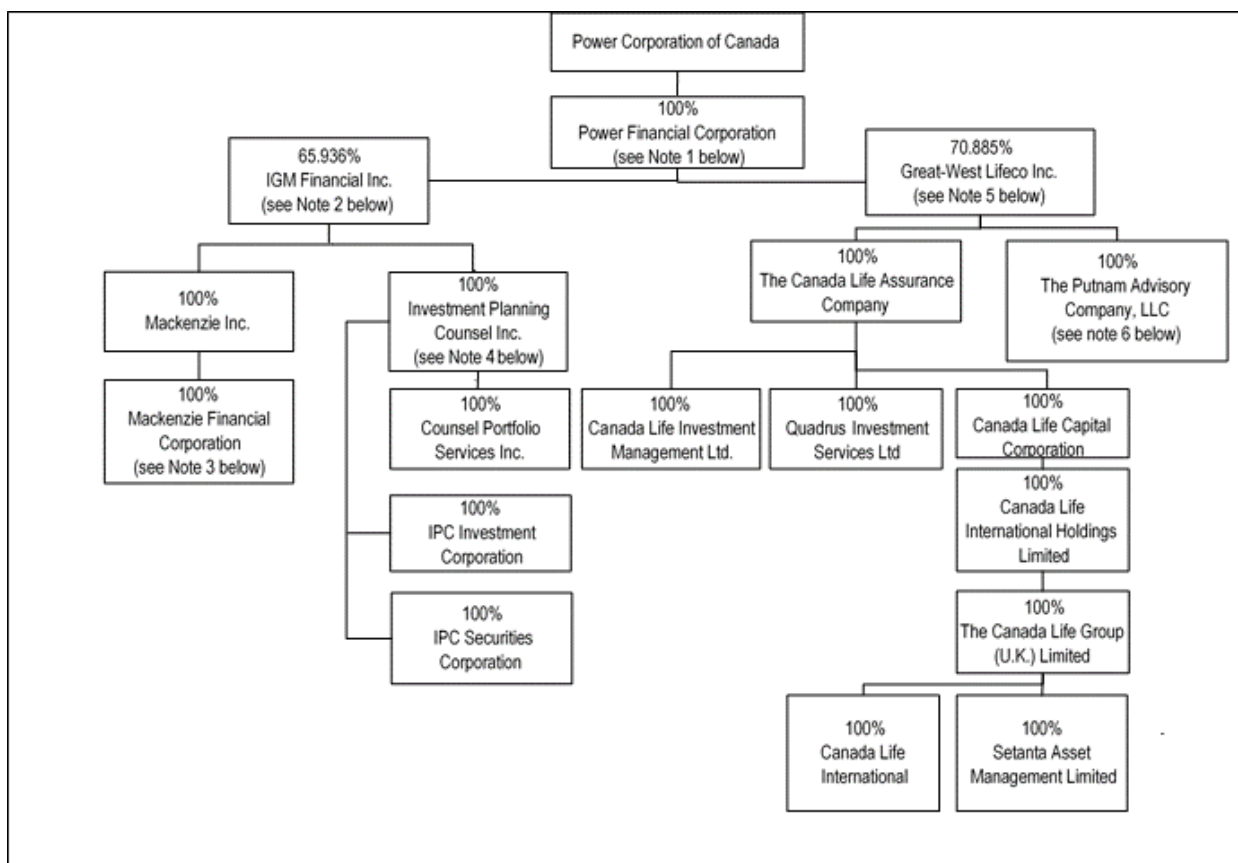 Power Corporation of Canada
100%
Power Financial Corporation
(see Note 1 below)
65.936%
IGM Financial Inc.
(see Note 2 below)
70.885%
Great-West Lifeco Inc.
(see Note 5 below)
100%
Mackenzie Inc.
100%
Investment Planning
Counsel Inc.
(see Note 4 below)
100%
The Canada Life Assurance
Company
100%
The Putnam Advisory
Company, LLC
(see note 6 below)
100%
Mackenzie Financial
Corporation
(see Note 3 below)
100%
Counsel Portfolio
Services Inc.
100%
Canada Life Investment
Management Ltd.
100%
Quadrus Investment
Services Ltd
100%
Canada Life Capital
Corporation
100%
IPC Investment
Corporation
100%
Canada Life
International Holdings
Limited
100%
IPC Securities
Corporation
100%
The Canada Life Group
(U.K.) Limited
100%
Canada Life
International
100%
Setanta Asset
Management Limited